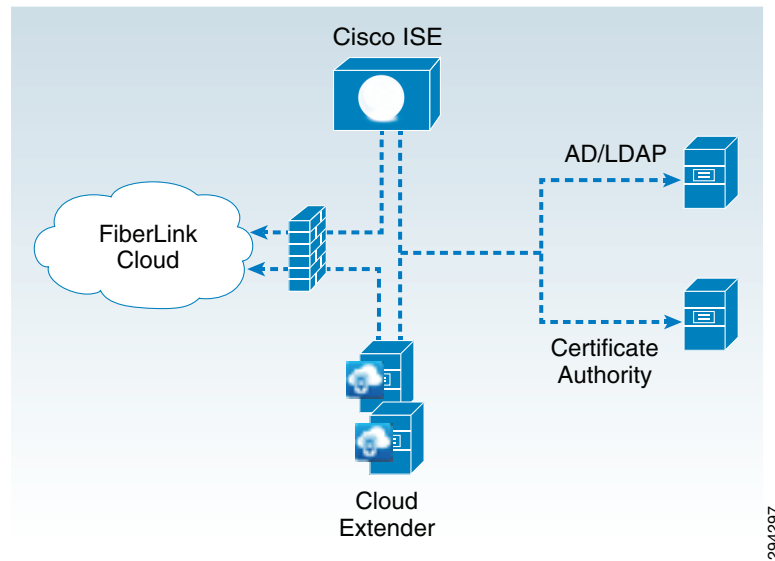 Cisco ISE
AD/LDAP
FiberLink
Cloud
Certificate
Authority
Cloud
Extender
294297